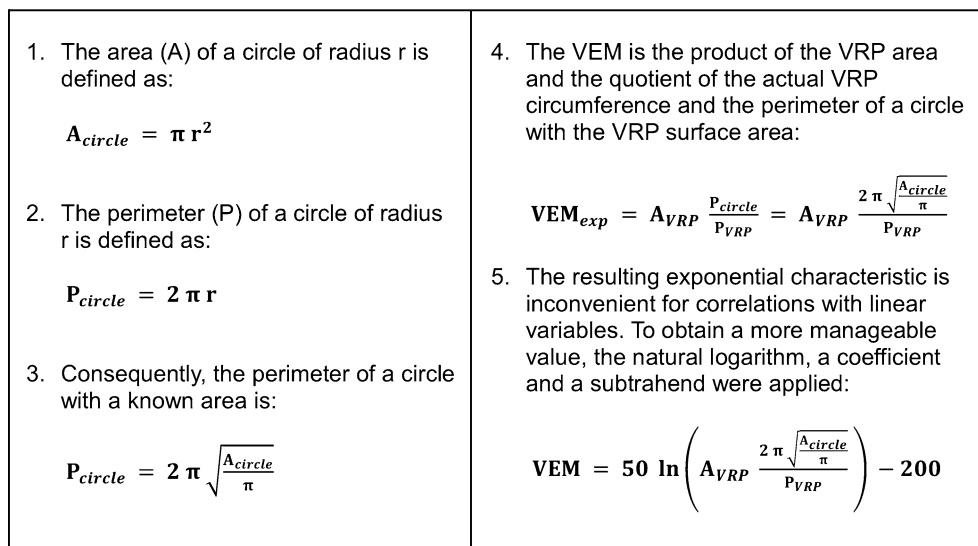 1. The area (A) of a circle of radius r is
defined as:
A_circle = π r²
2. The perimeter (P) of a circle of radius
r is defined as:
P_circle = 2 π r
3. Consequently, the perimeter of a circle
with a known area is:
P_circle = 2 π √(A_circle / π)
4. The VEM is the product of the VRP area
and the quotient of the actual VRP
circumference and the perimeter of a circle
with the VRP surface area:
VEM_exp = A_VRP P_circle / P_VRP = A_VRP 2 π √(A_circle / π) / P_VRP
5. The resulting exponential characteristic is
inconvenient for correlations with linear
variables. To obtain a more manageable
value, the natural logarithm, a coefficient
and a subtrahend were applied:
VEM = 50 ln(A_VRP 2 π √(A_circle / π) / P_VRP) − 200